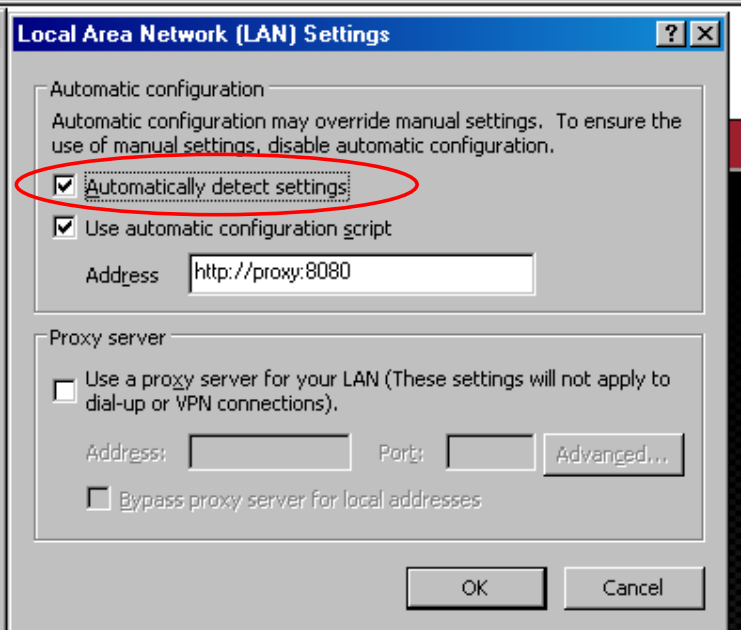 Local Area Network (LAN) Settings
Automatic configuration
Automatic configuration may override manual settings. To ensure the
use of manual settings, disable automatic configuration.
Automatically detect settings
Use automatic configuration script
Address http://proxy:8080
Proxy server
Use a proxy server for your LAN (These settings will not apply to
dial-up or VPN connections).
Address: Port: Advanced...
Bypass proxy server for local addresses
OK Cancel